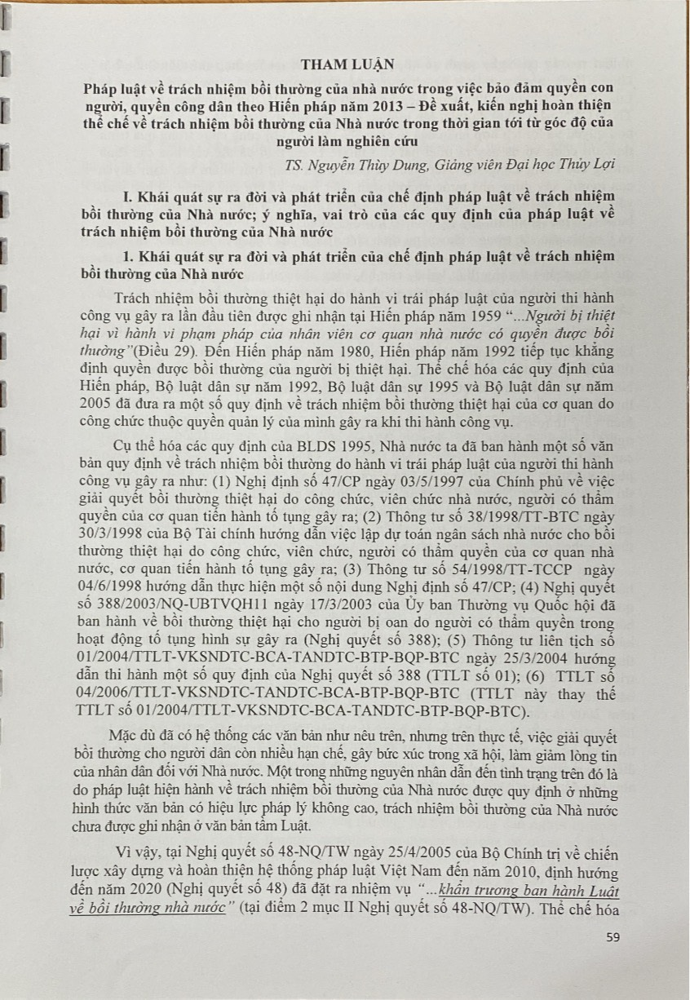 THAM LUẬN
Pháp luật về trách nhiệm bồi thường của nhà nước trong việc bảo đảm quyền con
người, quyền công dân theo Hiến pháp năm 2013 – Đề xuất, kiến nghị hoàn thiện
thể chế về trách nhiệm bồi thường của Nhà nước trong thời gian tới từ góc độ của
người làm nghiên cứu
TS. Nguyễn Thùy Dung, Giảng viên Đại học Thủy Lợi
I. Khái quát sự ra đời và phát triển của chế định pháp luật về trách nhiệm
bồi thường của Nhà nước; ý nghĩa, vai trò của các quy định của pháp luật về
trách nhiệm bồi thường của Nhà nước
1. Khái quát sự ra đời và phát triển của chế định pháp luật về trách nhiệm
bồi thường của Nhà nước
Trách nhiệm bồi thường thiệt hại do hành vi trái pháp luật của người thi hành
công vụ gây ra lần đầu tiên được ghi nhận tại Hiến pháp năm 1959 “...Người bị thiệt
hại vì hành vi phạm pháp của nhân viên cơ quan nhà nước có quyền được bồi
thường”(Điều 29). Đến Hiến pháp năm 1980, Hiến pháp năm 1992 tiếp tục khẳng
định quyền được bồi thường của người bị thiệt hại. Thể chế hóa các quy định của
Hiến pháp, Bộ luật dân sự năm 1992, Bộ luật dân sự 1995 và Bộ luật dân sự năm
2005 đã đưa ra một số quy định về trách nhiệm bồi thường thiệt hại của cơ quan do
công chức thuộc quyền quản lý của mình gây ra khi thi hành công vụ.
Cụ thể hóa các quy định của BLDS 1995, Nhà nước ta đã ban hành một số văn
bản quy định về trách nhiệm bồi thường do hành vi trái pháp luật của người thi hành
công vụ gây ra như: (1) Nghị định số 47/CP ngày 03/5/1997 của Chính phủ về việc
giải quyết bồi thường thiệt hại do công chức, viên chức nhà nước, người có thẩm
quyền của cơ quan tiến hành tố tụng gây ra; (2) Thông tư số 38/1998/TT-BTC ngày
30/3/1998 của Bộ Tài chính hướng dẫn việc lập dự toán ngân sách nhà nước cho bồi
thường thiệt hại do công chức, viên chức, người có thẩm quyền của cơ quan nhà
nước, cơ quan tiến hành tố tụng gây ra; (3) Thông tư số 54/1998/TT-TCCP ngày
04/6/1998 hướng dẫn thực hiện một số nội dung Nghị định số 47/CP; (4) Nghị quyết
số 388/2003/NQ-UBTVQH11 ngày 17/3/2003 của Ủy ban Thường vụ Quốc hội đã
ban hành về bồi thường thiệt hại cho người bị oan do người có thẩm quyền trong
hoạt động tố tụng hình sự gây ra (Nghị quyết số 388); (5) Thông tư liên tịch số
01/2004/TTLT-VKSNDTC-BCA-TANDTC-BTP-BQP-BTC ngày 25/3/2004 hướng
dẫn thi hành một số quy định của Nghị quyết số 388 (TTLT số 01); (6) TTLT số
04/2006/TTLT-VKSNDTC-TANDTC-BCA-BTP-BQP-BTC (TTLT này thay thế
TTLT số 01/2004/TTLT-VKSNDTC-BCA-TANDTC-BTP-BQP-BTC).
Mặc dù đã có hệ thống các văn bản như nêu trên, nhưng trên thực tế, việc giải quyết
bồi thường cho người dân còn nhiều hạn chế, gây bức xúc trong xã hội, làm giảm lòng tin
của nhân dân đối với Nhà nước. Một trong những nguyên nhân dẫn đến tình trạng trên đó là
do pháp luật hiện hành về trách nhiệm bồi thường của Nhà nước được quy định ở những
hình thức văn bản có hiệu lực pháp lý không cao, trách nhiệm bồi thường của Nhà nước
chưa được ghi nhận ở văn bản tầm Luật.
Vì vậy, tại Nghị quyết số 48-NQ/TW ngày 25/4/2005 của Bộ Chính trị về chiến
lược xây dựng và hoàn thiện hệ thống pháp luật Việt Nam đến năm 2010, định hướng
đến năm 2020 (Nghị quyết số 48) đã đặt ra nhiệm vụ “...khẩn trương ban hành Luật
về bồi thường nhà nước” (tại điểm 2 mục II Nghị quyết số 48-NQ/TW). Thể chế hóa
59